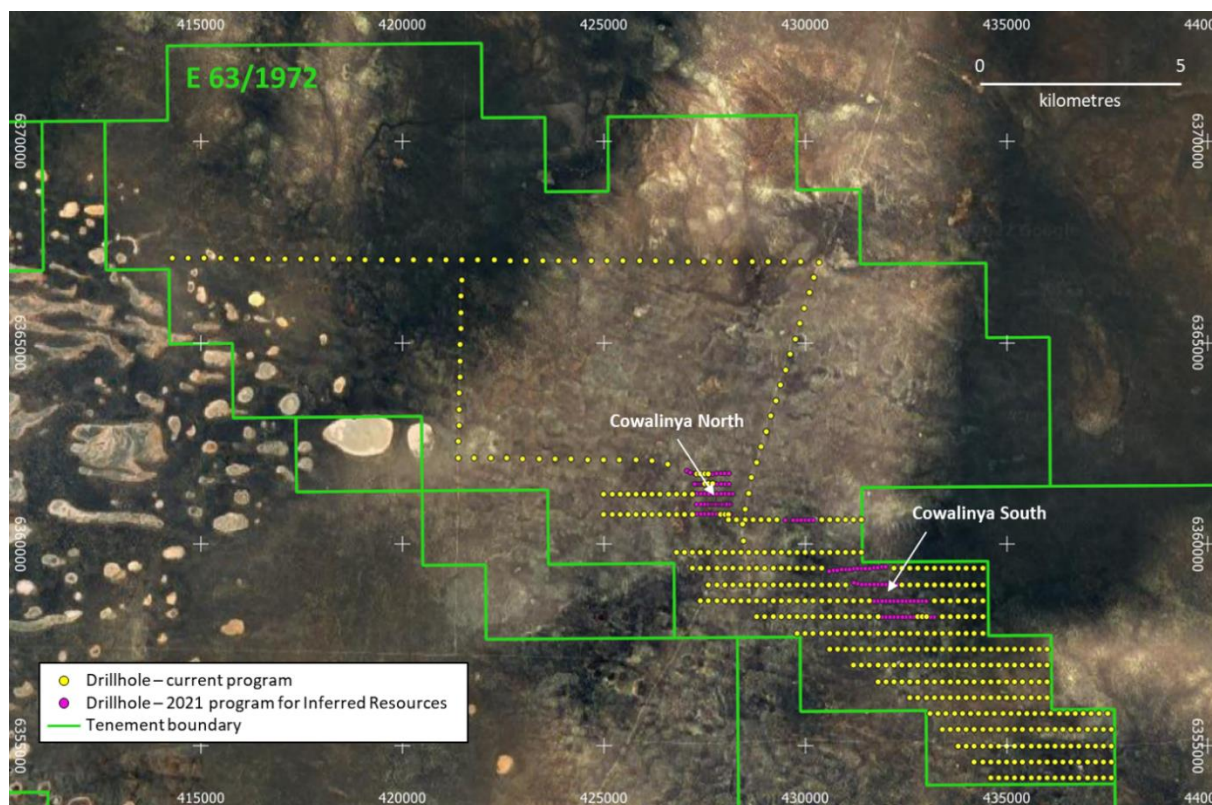 415000 420000 425000 430000 435000 4400
E 63/1972
0 5
kilometres
6370000 6370000
6365000 6365000
Cowalinya North
Cowalinya South
6360000 6360000
Drillhole – current program
Drillhole – 2021 program for Inferred Resources
Tenement boundary
6355000 6355000
415000 420000 425000 430000 435000 4400